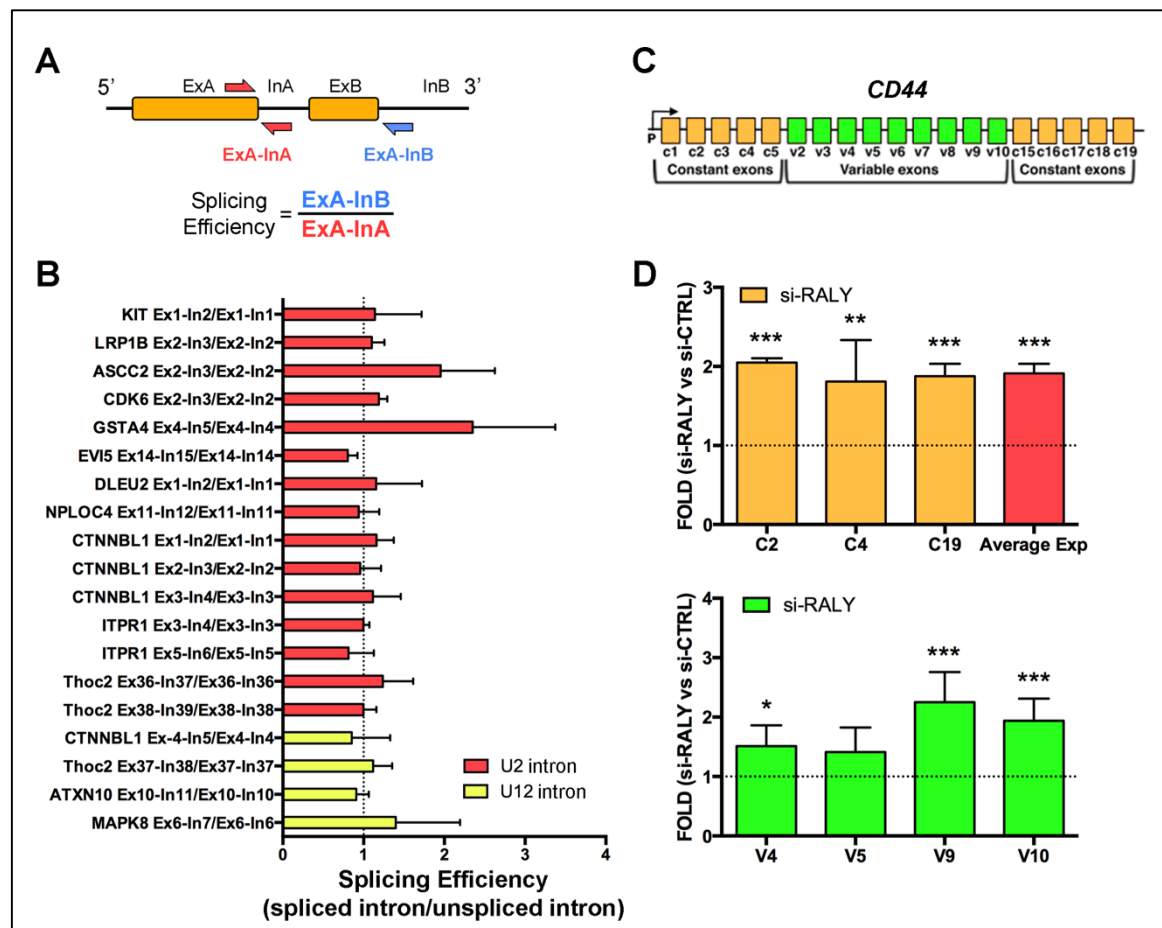 A
5’ ExA InA ExB InB 3’
ExA-InA ExA-InB
Splicing Efficiency = ExA-InB / ExA-InA
B
KIT Ex1-In2/Ex1-In1
LRP1B Ex2-In3/Ex2-In2
ASCC2 Ex2-In3/Ex2-In2
CDK6 Ex2-In3/Ex2-In2
GSTA4 Ex4-In5/Ex4-In4
EVI5 Ex14-In15/Ex14-In14
DLEU2 Ex1-In2/Ex1-In1
NPLOC4 Ex11-In12/Ex11-In11
CTNNBL1 Ex1-In2/Ex1-In1
CTNNBL1 Ex2-In3/Ex2-In2
CTNNBL1 Ex3-In4/Ex3-In3
ITPR1 Ex3-In4/Ex3-In3
ITPR1 Ex5-In6/Ex5-In5
Thoc2 Ex36-In37/Ex36-In36
Thoc2 Ex38-In39/Ex38-In38
CTNNBL1 Ex-4-In5/Ex4-In4
Thoc2 Ex37-In38/Ex37-In37
ATXN10 Ex10-In11/Ex10-In10
MAPK8 Ex6-In7/Ex6-In6
U2 intron
U12 intron
0 1 2 3 4
Splicing Efficiency
(spliced intron/unspliced intron)
C
CD44
P
c1 c2 c3 c4 c5 v2 v3 v4 v5 v6 v7 v8 v9 v10 c15 c16 c17 c18 c19
Constant exons Variable exons Constant exons
D
FOLD (si-RALY vs si-CTRL)
3
2
1
0
si-RALY
*** ** *** ***
C2 C4 C19 Average Exp
FOLD (si-RALY vs si-CTRL)
4
3
2
1
0
si-RALY
* *** ***
V4 V5 V9 V10